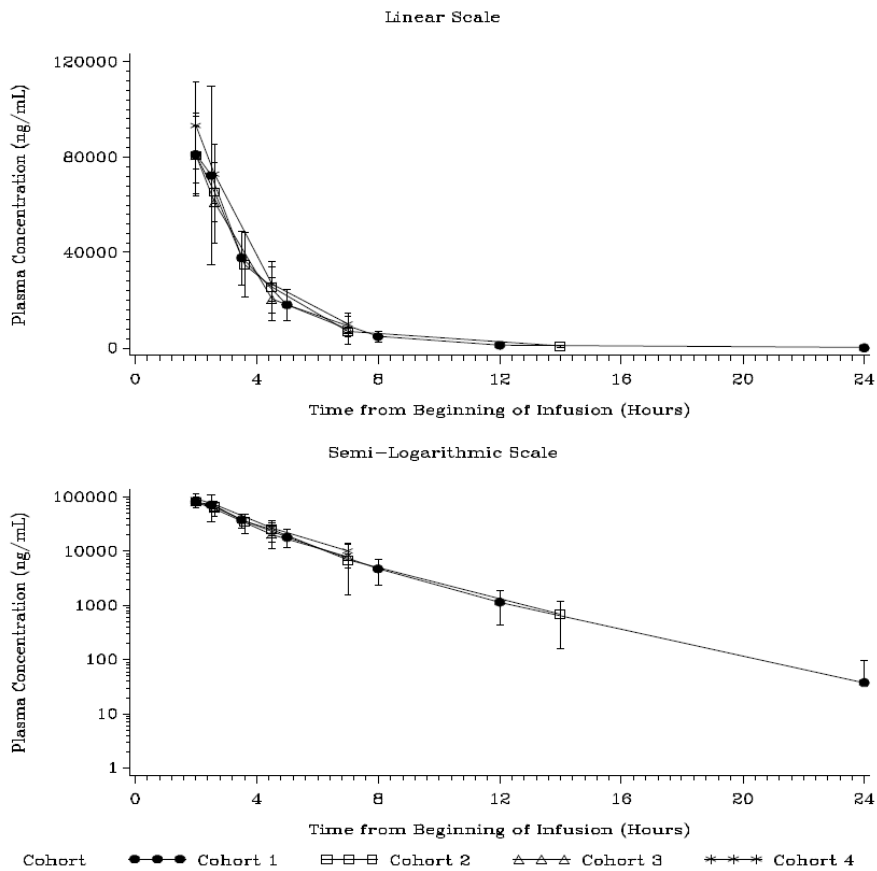 Linear Scale
120000
80000
40000
0
Plasma Concentration (ng/mL)
0 4 8 12 16 20 24
Time from Beginning of Infusion (Hours)
Semi-Logarithmic Scale
100000
10000
1000
100
10
1
Plasma Concentration (ng/mL)
0 4 8 12 16 20 24
Time from Beginning of Infusion (Hours)
Cohort Cohort 1 Cohort 2 Cohort 3 Cohort 4